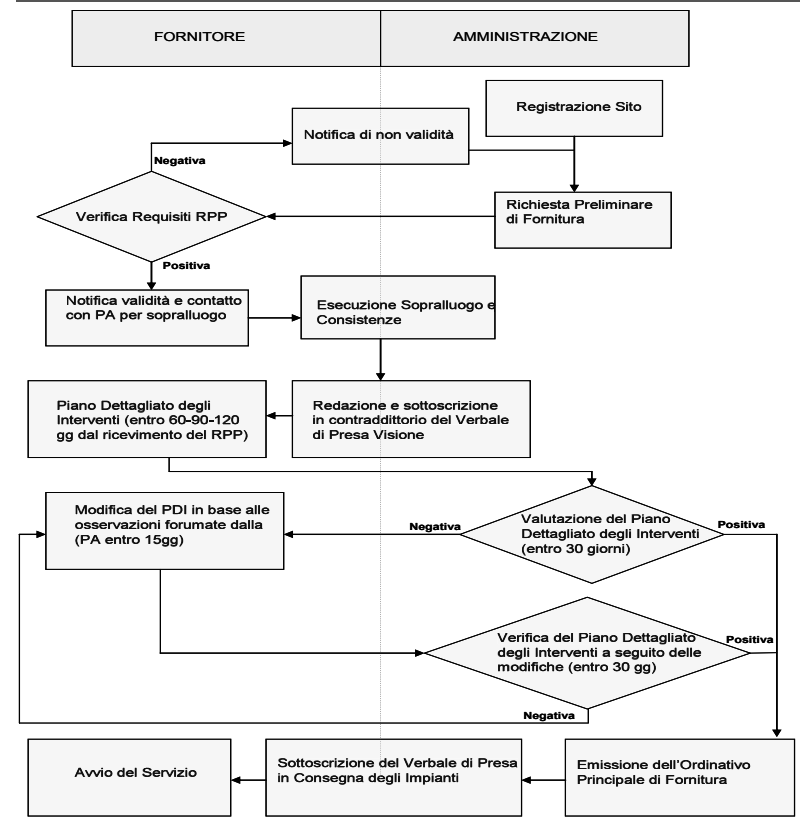 FORNITORE
AMMINISTRAZIONE
Registrazione Sito
Notifica di non validità
Negativa
Verifica Requisiti RPP
Richiesta Preliminare
di Fornitura
Positiva
Notifica validità e contatto
con PA per sopralluogo
Esecuzione Sopralluogo e
Consistenze
Piano Dettagliato degli
Interventi (entro 60-90-120
gg dal ricevimento del RPP)
Redazione e sottoscrizione
in contraddittorio del Verbale
di Presa Visione
Modifica del PDI in base alle
osservazioni forumate dalla
(PA entro 15gg)
Negativa
Valutazione del Piano
Dettagliato degli Interventi
(entro 30 giorni)
Positiva
Verifica del Piano Dettagliato
degli Interventi a seguito delle
modifiche (entro 30 gg)
Positiva
Negativa
Avvio del Servizio
Sottoscrizione del Verbale di Presa
in Consegna degli Impianti
Emissione dell'Ordinativo
Principale di Fornitura